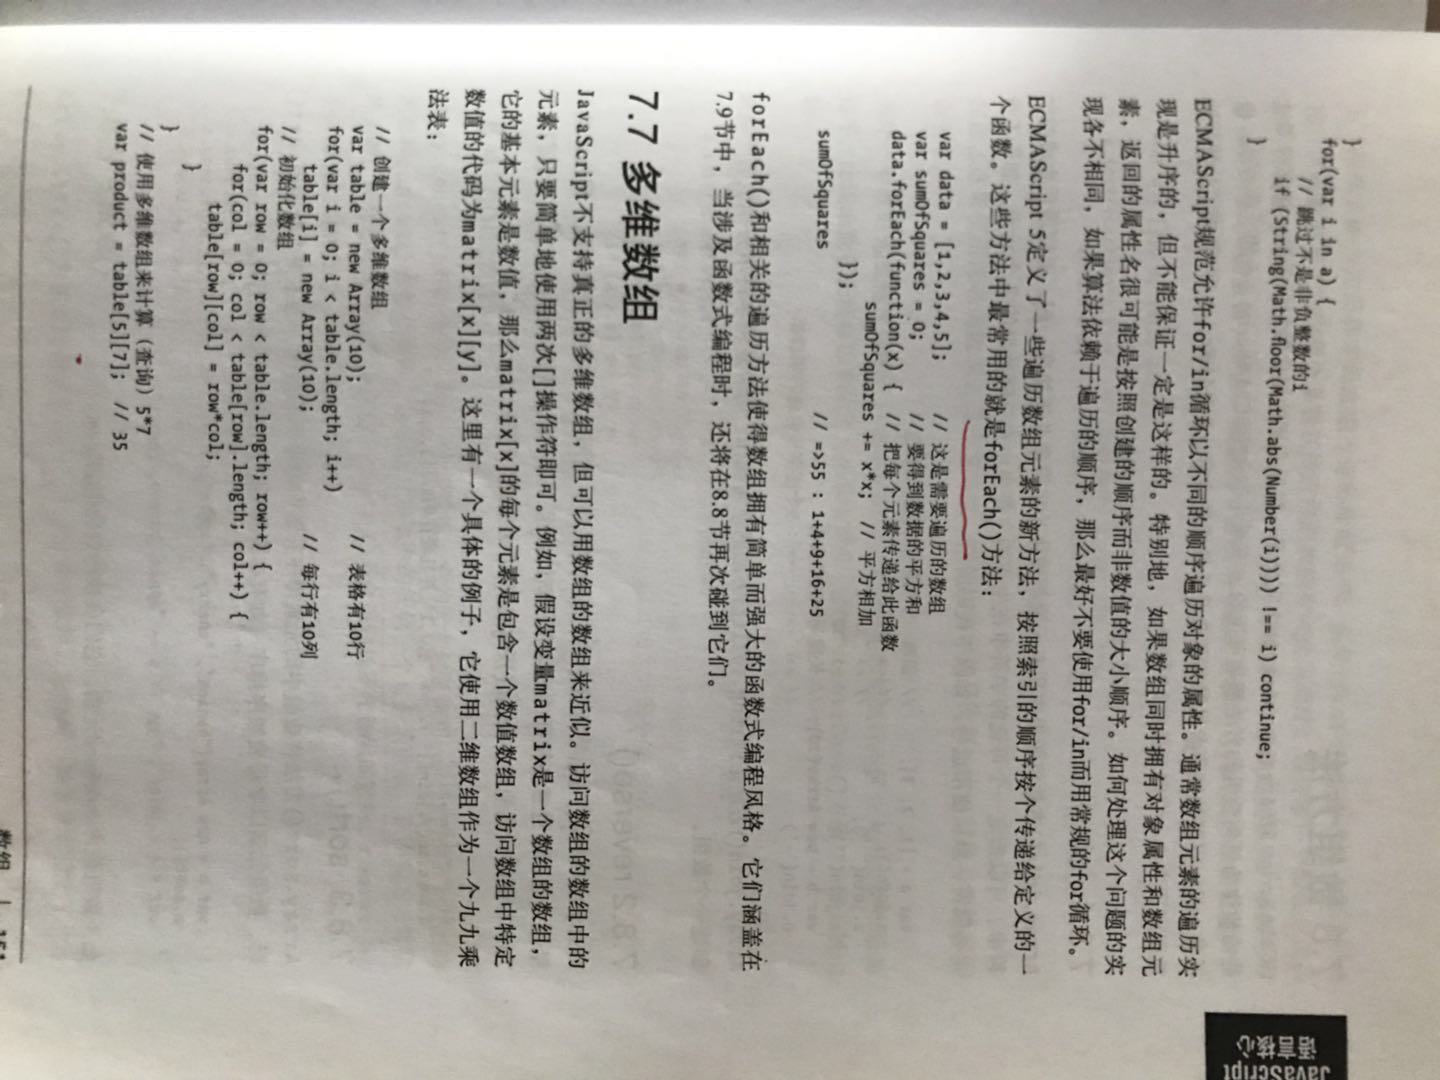 }
for(var i in a) {
// 跳过不是非负整数的i
if (String(Math.floor(Math.abs(Number(i)))) !== i) continue;
}
JavaScript
语言核心
ECMAScript规范允许for/in循环以不同的顺序遍历对象的属性。通常数组元素的遍历实
现是升序的，但不能保证一定是这样的。特别地，如果数组同时拥有对象属性和数组元
素，返回的属性名很可能是按照创建的顺序而非数值的大小顺序。如何处理这个问题的实
现各不相同，如果算法依赖于遍历的顺序，那么最好不要使用for/in而用常规的for循环。
ECMAScript 5定义了一些遍历数组元素的新方法，按照索引的顺序按个传递给定义的一
个函数。这些方法中最常用的就是forEach()方法：
var data = [1,2,3,4,5]; // 这是需要遍历的数组
var sumOfSquares = 0; // 要得到数据的平方和
data.forEach(function(x) { // 把每个元素传递给此函数
sumOfSquares += x*x; // 平方相加
});
sumOfSquares // =>55 : 1+4+9+16+25
forEach()和相关的遍历方法使得数组拥有简单而强大的函数式编程风格。它们涵盖在
7.9节中，当涉及函数式编程时，还将在8.8节再次碰到它们。
7.7 多维数组
JavaScript不支持真正的多维数组，但可以用数组的数组来近似。访问数组的数组中的
元素，只要简单地使用两次[]操作符即可。例如，假设变量matrix是一个数组的数组，
它的基本元素是数值，那么matrix[x]的每个元素是包含一个数值数组，访问数组中特定
数值的代码为matrix[x][y]。这里有一个具体的例子，它使用二维数组作为一个九九乘
法表：
// 创建一个多维数组
var table = new Array(10); // 表格有10行
for(var i = 0; i < table.length; i++)
table[i] = new Array(10); // 每行有10列
// 初始化数组
for(var row = 0; row < table.length; row++) {
for(col = 0; col < table[row].length; col++) {
table[row][col] = row*col;
}
}
// 使用多维数组来计算（查询）5*7
var product = table[5][7]; // 35
数组 | 151